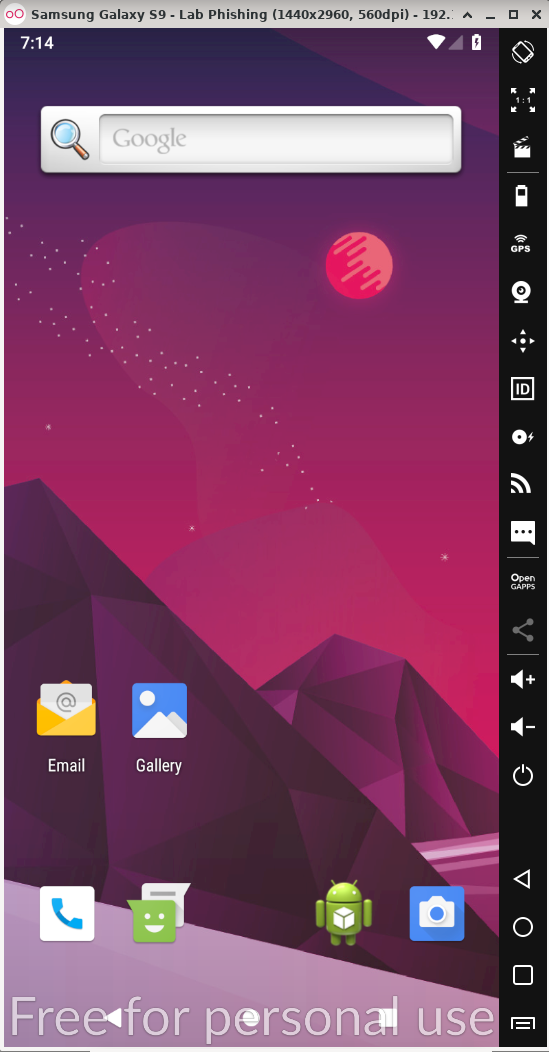 Samsung Galaxy S9 - Lab Phishing (1440x2960, 560dpi) - 192.
7:14
Google
1:1
GPS
ID
Open
GAPPS
Email
Gallery
Free for personal use